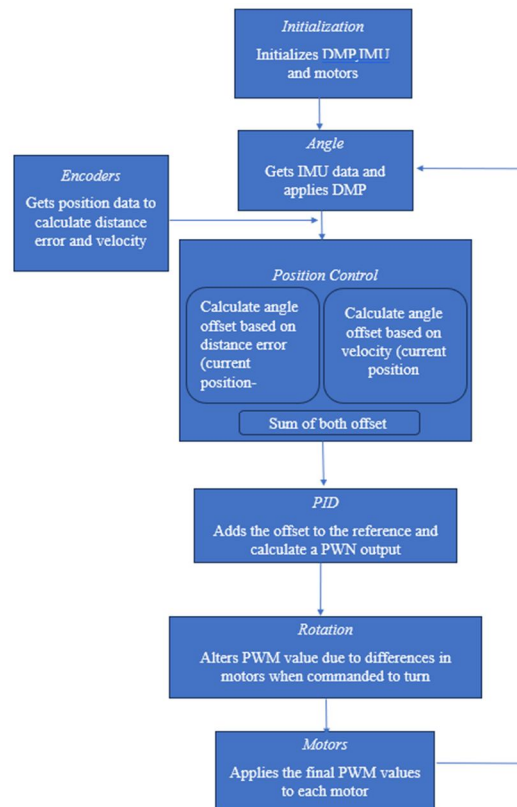 Initialization
Initializes DMP,IMU
and motors
Angle
Gets IMU data and
applies DMP
Encoders
Gets position data to
calculate distance
error and velocity
Position Control
Calculate angle
offset based on
distance error
(current
position-
Calculate angle
offset based on
velocity (current
position
Sum of both offset
PID
Adds the offset to the reference and
calculate a PWN output
Rotation
Alters PWM value due to differences in
motors when commanded to turn
Motors
Applies the final PWM values
to each motor